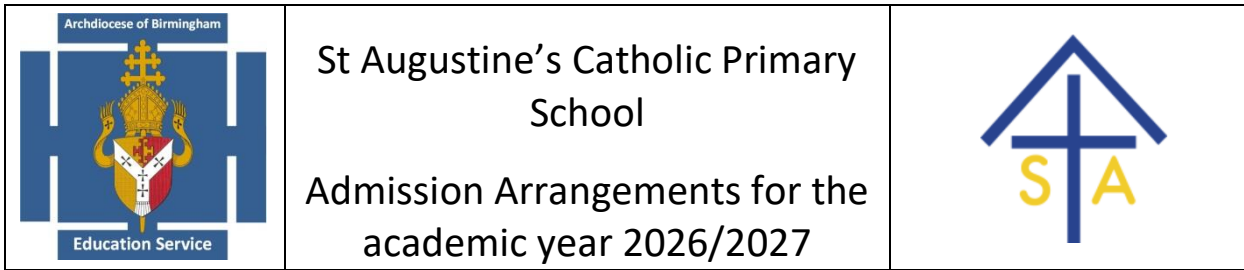 Archdiocese of Birmingham
Education Service
St Augustine’s Catholic Primary
School
Admission Arrangements for the
academic year 2026/2027
S A